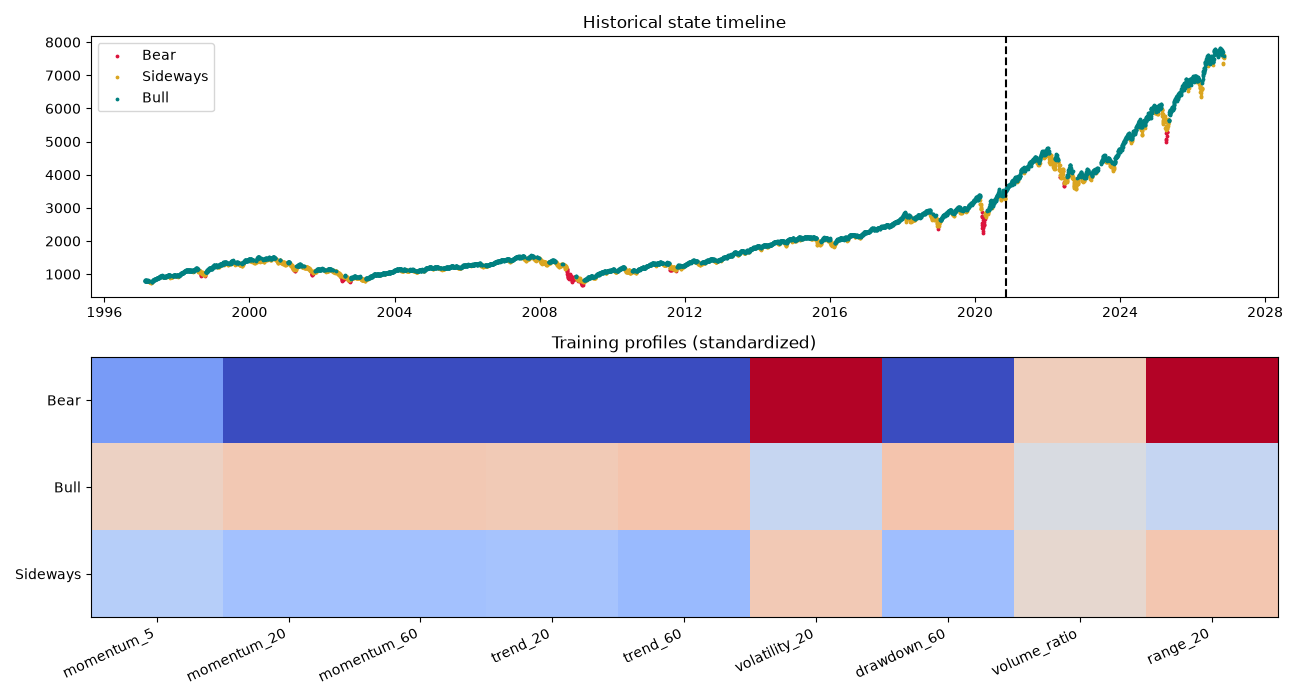 Historical state timeline
8000
7000
6000
5000
4000
3000
2000
1000
Bear
Sideways
Bull
1996 2000 2004 2008 2012 2016 2020 2024 2028
Training profiles (standardized)
Bear
Bull
Sideways
momentum_5 momentum_20 momentum_60 trend_20 trend_60 volatility_20 drawdown_60 volume_ratio range_20